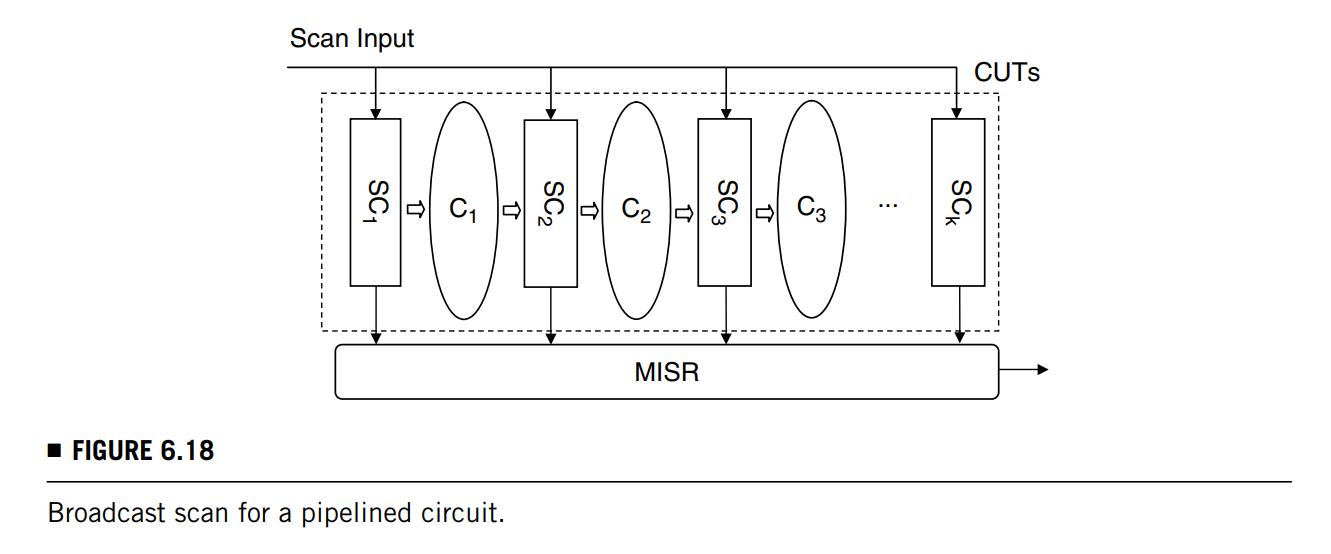 Scan Input
CUTs
SC1
C1
SC2
C2
SC3
C3
...
SCk
MISR
■ FIGURE 6.18
Broadcast scan for a pipelined circuit.